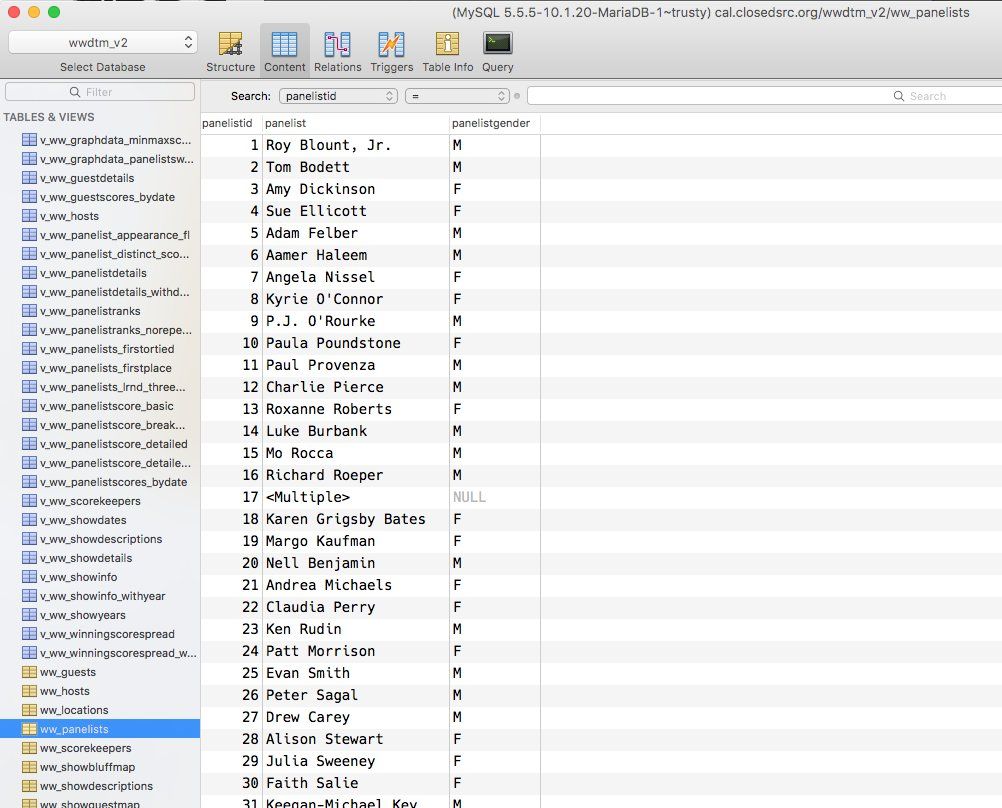 (MySQL 5.5.5-10.1.20-MariaDB-1~trusty) cal.closedsrc.org/wwdtm_v2/ww_panelists
wwdtm_v2
Select Database
Structure
Content
Relations
Triggers
Table Info
Query
Filter
Search: panelistid = Search
TABLES & VIEWS
v_ww_graphdata_minmaxsc...
v_ww_graphdata_panelistsw...
v_ww_guestdetails
v_ww_guestscores_bydate
v_ww_hosts
v_ww_panelist_appearance_fl
v_ww_panelist_distinct_sco...
v_ww_panelistdetails
v_ww_panelistdetails_withd...
v_ww_panelistranks
v_ww_panelistranks_norepe...
v_ww_panelists_firstortied
v_ww_panelists_firstplace
v_ww_panelists_lrnd_three...
v_ww_panelistscore_basic
v_ww_panelistscore_break...
v_ww_panelistscore_detailed
v_ww_panelistscore_detaile...
v_ww_panelistscores_bydate
v_ww_scorekeepers
v_ww_showdates
v_ww_showdescriptions
v_ww_showdetails
v_ww_showinfo
v_ww_showinfo_withyear
v_ww_showyears
v_ww_winningscorespread
v_ww_winningscorespread_w...
ww_guests
ww_hosts
ww_locations
ww_panelists
ww_scorekeepers
ww_showbluffmap
ww_showdescriptions
ww_showguestmap
panelistid panelist panelistgender
1 Roy Blount, Jr. M
2 Tom Bodett M
3 Amy Dickinson F
4 Sue Ellicott F
5 Adam Felber M
6 Aamer Haleem M
7 Angela Nissel F
8 Kyrie O'Connor F
9 P.J. O'Rourke M
10 Paula Poundstone F
11 Paul Provenza M
12 Charlie Pierce M
13 Roxanne Roberts F
14 Luke Burbank M
15 Mo Rocca M
16 Richard Roeper M
17 <Multiple> NULL
18 Karen Grigsby Bates F
19 Margo Kaufman F
20 Nell Benjamin M
21 Andrea Michaels F
22 Claudia Perry F
23 Ken Rudin M
24 Patt Morrison F
25 Evan Smith M
26 Peter Sagal M
27 Drew Carey M
28 Alison Stewart F
29 Julia Sweeney F
30 Faith Salie F
31 Keegan-Michael Key M